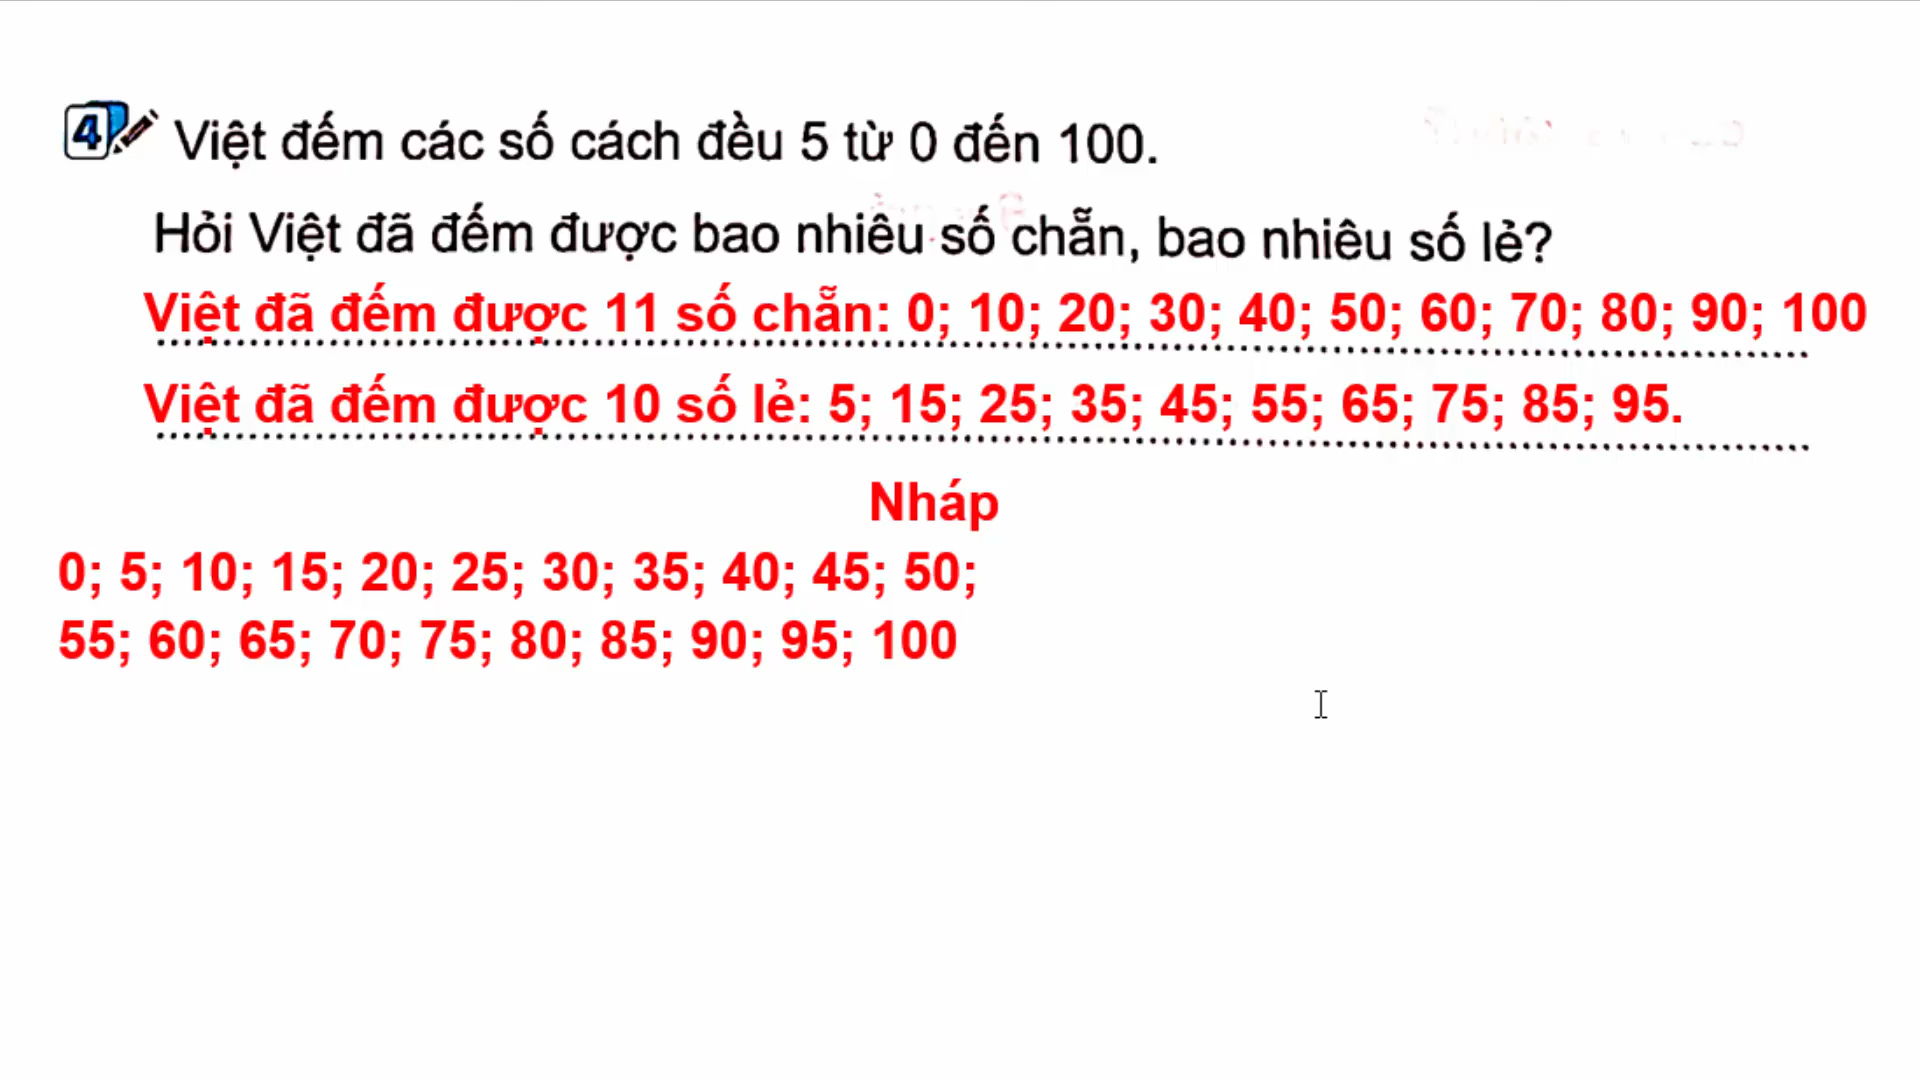 4 Việt đếm các số cách đều 5 từ 0 đến 100.
Hỏi Việt đã đếm được bao nhiêu số chẵn, bao nhiêu số lẻ?
Việt đã đếm được 11 số chẵn: 0; 10; 20; 30; 40; 50; 60; 70; 80; 90; 100
Việt đã đếm được 10 số lẻ: 5; 15; 25; 35; 45; 55; 65; 75; 85; 95.
Nháp
0; 5; 10; 15; 20; 25; 30; 35; 40; 45; 50;
55; 60; 65; 70; 75; 80; 85; 90; 95; 100